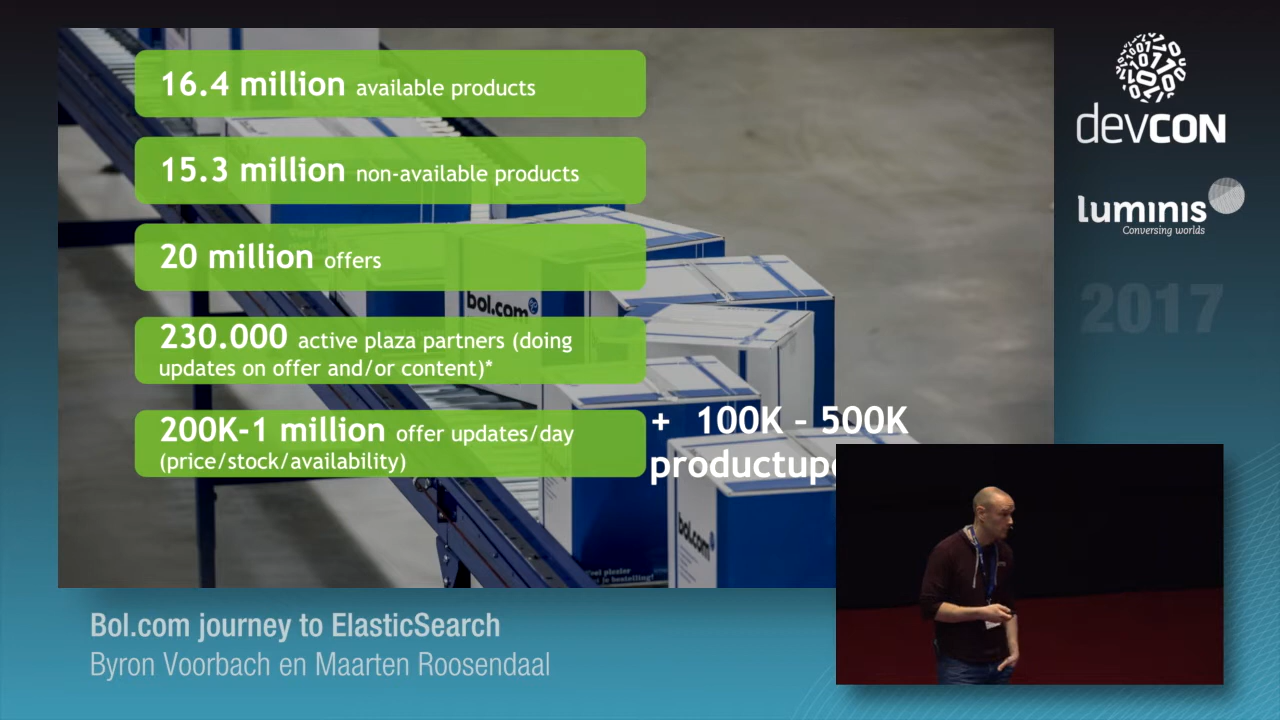 16.4 million available products
15.3 million non-available products
20 million offers
230.000 active plaza partners (doing
updates on offer and/or content)*
200K-1 million offer updates/day
(price/stock/availability)
+ 100K – 500K
bol.com
bol.com
devcon
luminis
Conversing worlds
2017
Bol.com journey to ElasticSearch
Byron Voorbach en Maarten Roosendaal